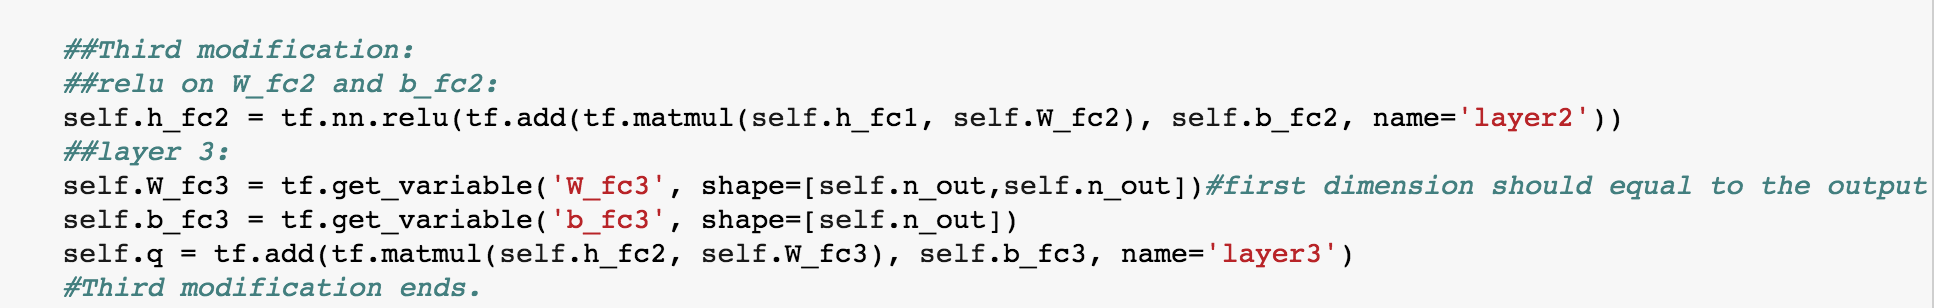 ##Third modification:
##relu on W_fc2 and b_fc2:
self.h_fc2 = tf.nn.relu(tf.add(tf.matmul(self.h_fc1, self.W_fc2), self.b_fc2, name='layer2'))
##layer 3:
self.W_fc3 = tf.get_variable('W_fc3', shape=[self.n_out,self.n_out])#first dimension should equal to the output
self.b_fc3 = tf.get_variable('b_fc3', shape=[self.n_out])
self.q = tf.add(tf.matmul(self.h_fc2, self.W_fc3), self.b_fc3, name='layer3')
#Third modification ends.